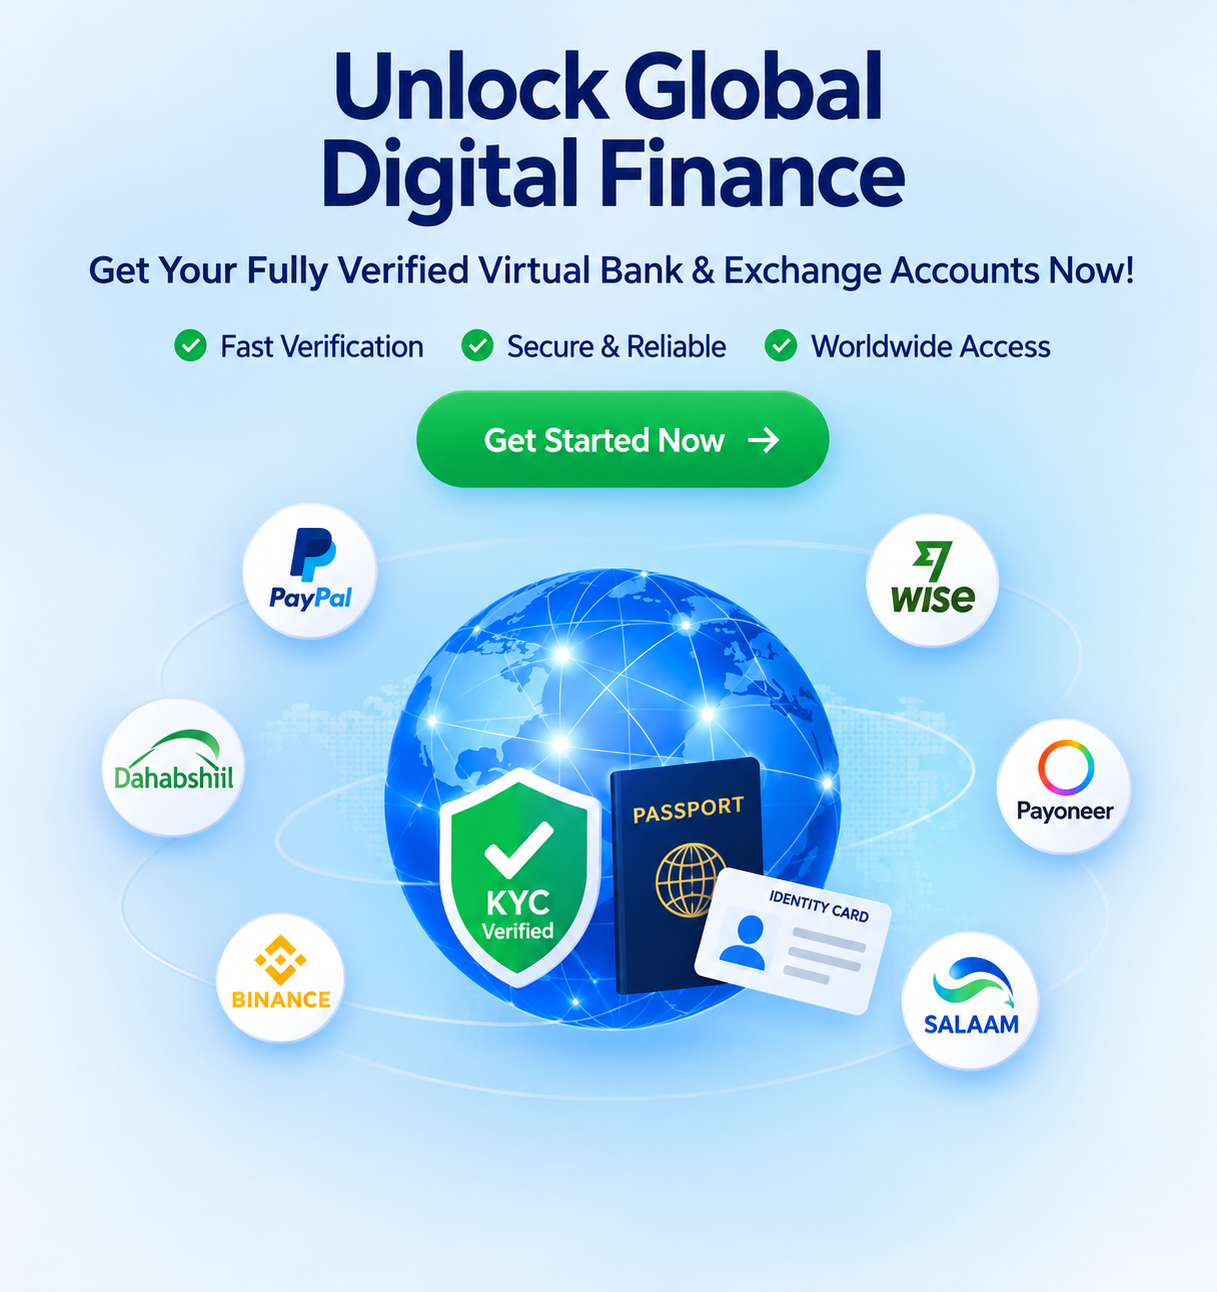 Unlock Global
Digital Finance
Get Your Fully Verified Virtual Bank & Exchange Accounts Now!
Fast Verification
Secure & Reliable
Worldwide Access
Get Started Now
PayPal
wise
Dahabshiil
Payoneer
PASSPORT
KYC
Verified
IDENTITY CARD
BINANCE
SALAAM